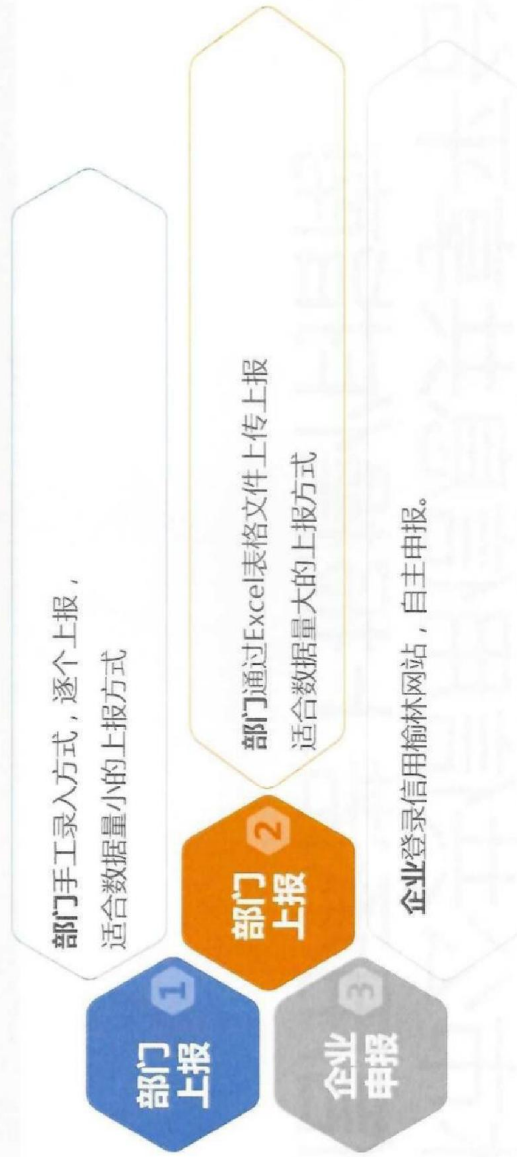 部门
上报
1
部门手工录入方式，逐个上报，
适合数据量小的上报方式
部门
上报
2
部门通过Excel表格文件上传上报
适合数据量大的上报方式
企业
申报
3
企业登录信用榆林网站，自主申报。